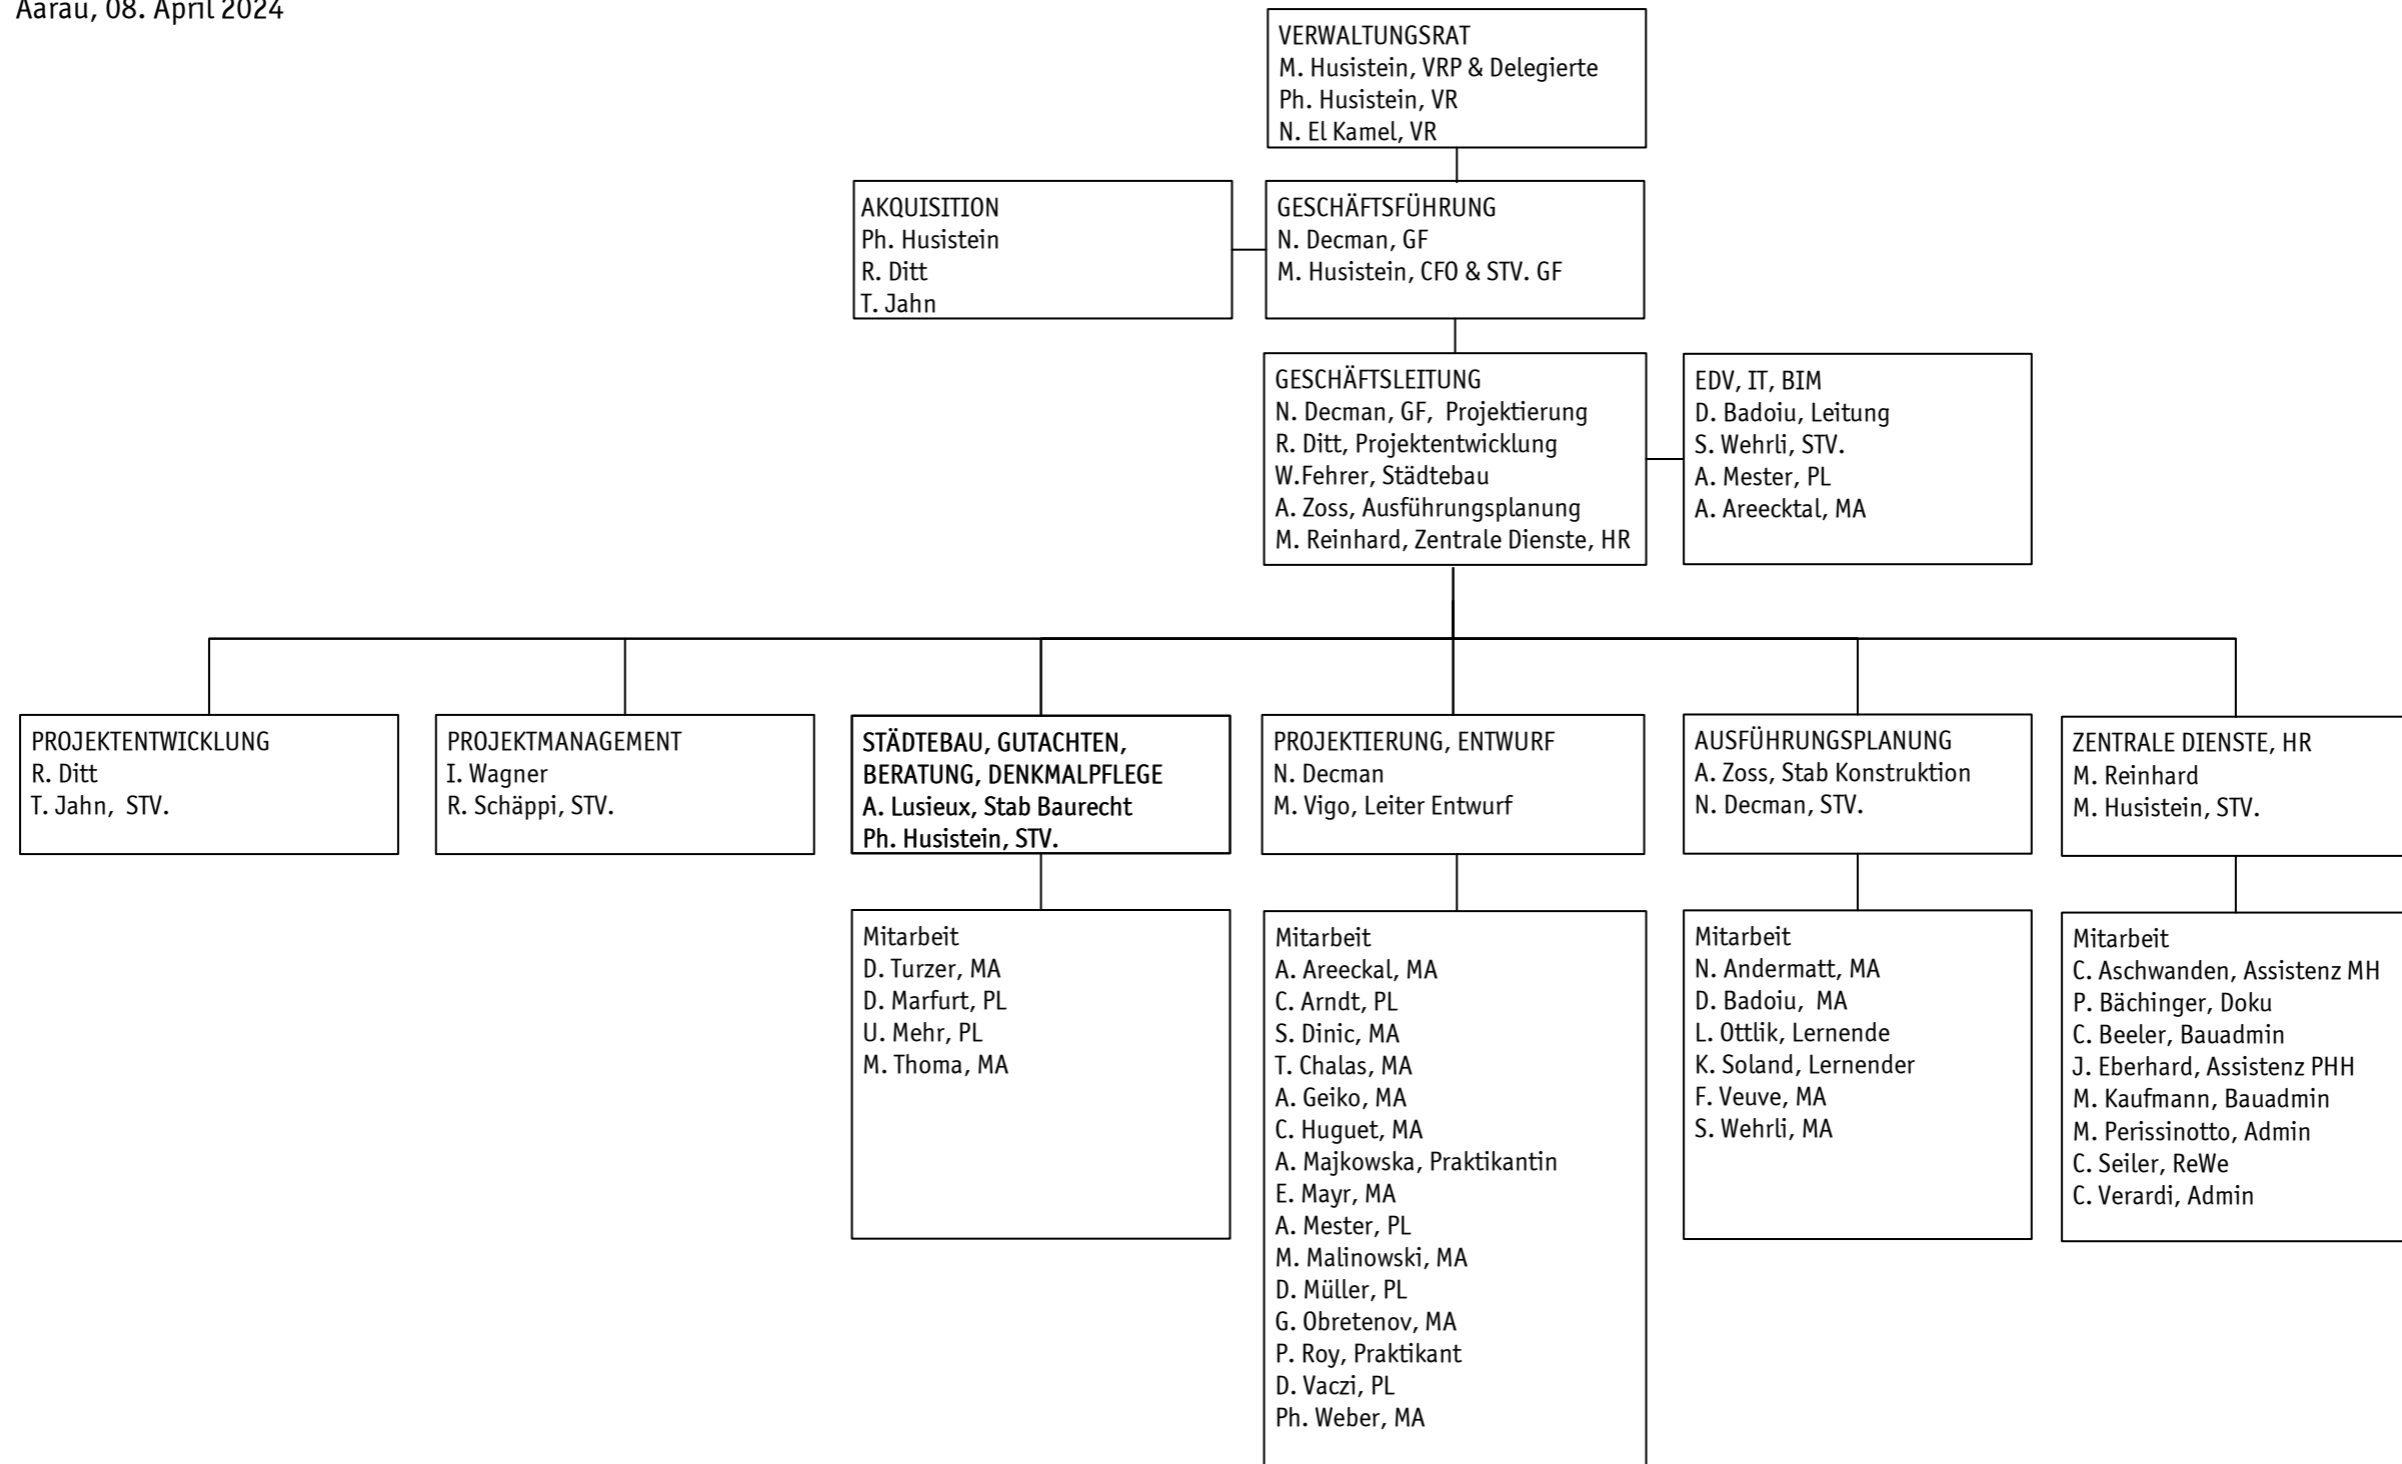 Aarau, 08. April 2024
VERWALTUNGSRAT
M. Husistein, VRP & Delegierte
Ph. Husistein, VR
N. El Kamel, VR
AKQUISITION
Ph. Husistein
R. Ditt
T. Jahn
GESCHÄFTSFÜHRUNG
N. Decman, GF
M. Husistein, CFO & STV. GF
GESCHÄFTSLEITUNG
N. Decman, GF, Projektierung
R. Ditt, Projektentwicklung
W.Fehrer, Städtebau
A. Zoss, Ausführungsplanung
M. Reinhard, Zentrale Dienste, HR
EDV, IT, BIM
D. Badoiu, Leitung
S. Wehrli, STV.
A. Mester, PL
A. Areecktal, MA
PROJEKTENTWICKLUNG
R. Ditt
T. Jahn, STV.
PROJEKTMANAGEMENT
I. Wagner
R. Schäppi, STV.
STÄDTEBAU, GUTACHTEN,
BERATUNG, DENKMALPFLEGE
A. Lusieux, Stab Baurecht
Ph. Husistein, STV.
PROJEKTIERUNG, ENTWURF
N. Decman
M. Vigo, Leiter Entwurf
AUSFÜHRUNGSPLANUNG
A. Zoss, Stab Konstruktion
N. Decman, STV.
ZENTRALE DIENSTE, HR
M. Reinhard
M. Husistein, STV.
Mitarbeit
D. Turzer, MA
D. Marfurt, PL
U. Mehr, PL
M. Thoma, MA
Mitarbeit
A. Areeckal, MA
C. Arndt, PL
S. Dinic, MA
T. Chalas, MA
A. Geiko, MA
C. Huguet, MA
A. Majkowska, Praktikantin
E. Mayr, MA
A. Mester, PL
M. Malinowski, MA
D. Müller, PL
G. Obretenov, MA
P. Roy, Praktikant
D. Vaczi, PL
Ph. Weber, MA
Mitarbeit
N. Andermatt, MA
D. Badoiu, MA
L. Ottlik, Lernende
K. Soland, Lernender
F. Veuve, MA
S. Wehrli, MA
Mitarbeit
C. Aschwanden, Assistenz MH
P. Bächinger, Doku
C. Beeler, Bauadmin
J. Eberhard, Assistenz PHH
M. Kaufmann, Bauadmin
M. Perissinotto, Admin
C. Seiler, ReWe
C. Verardi, Admin